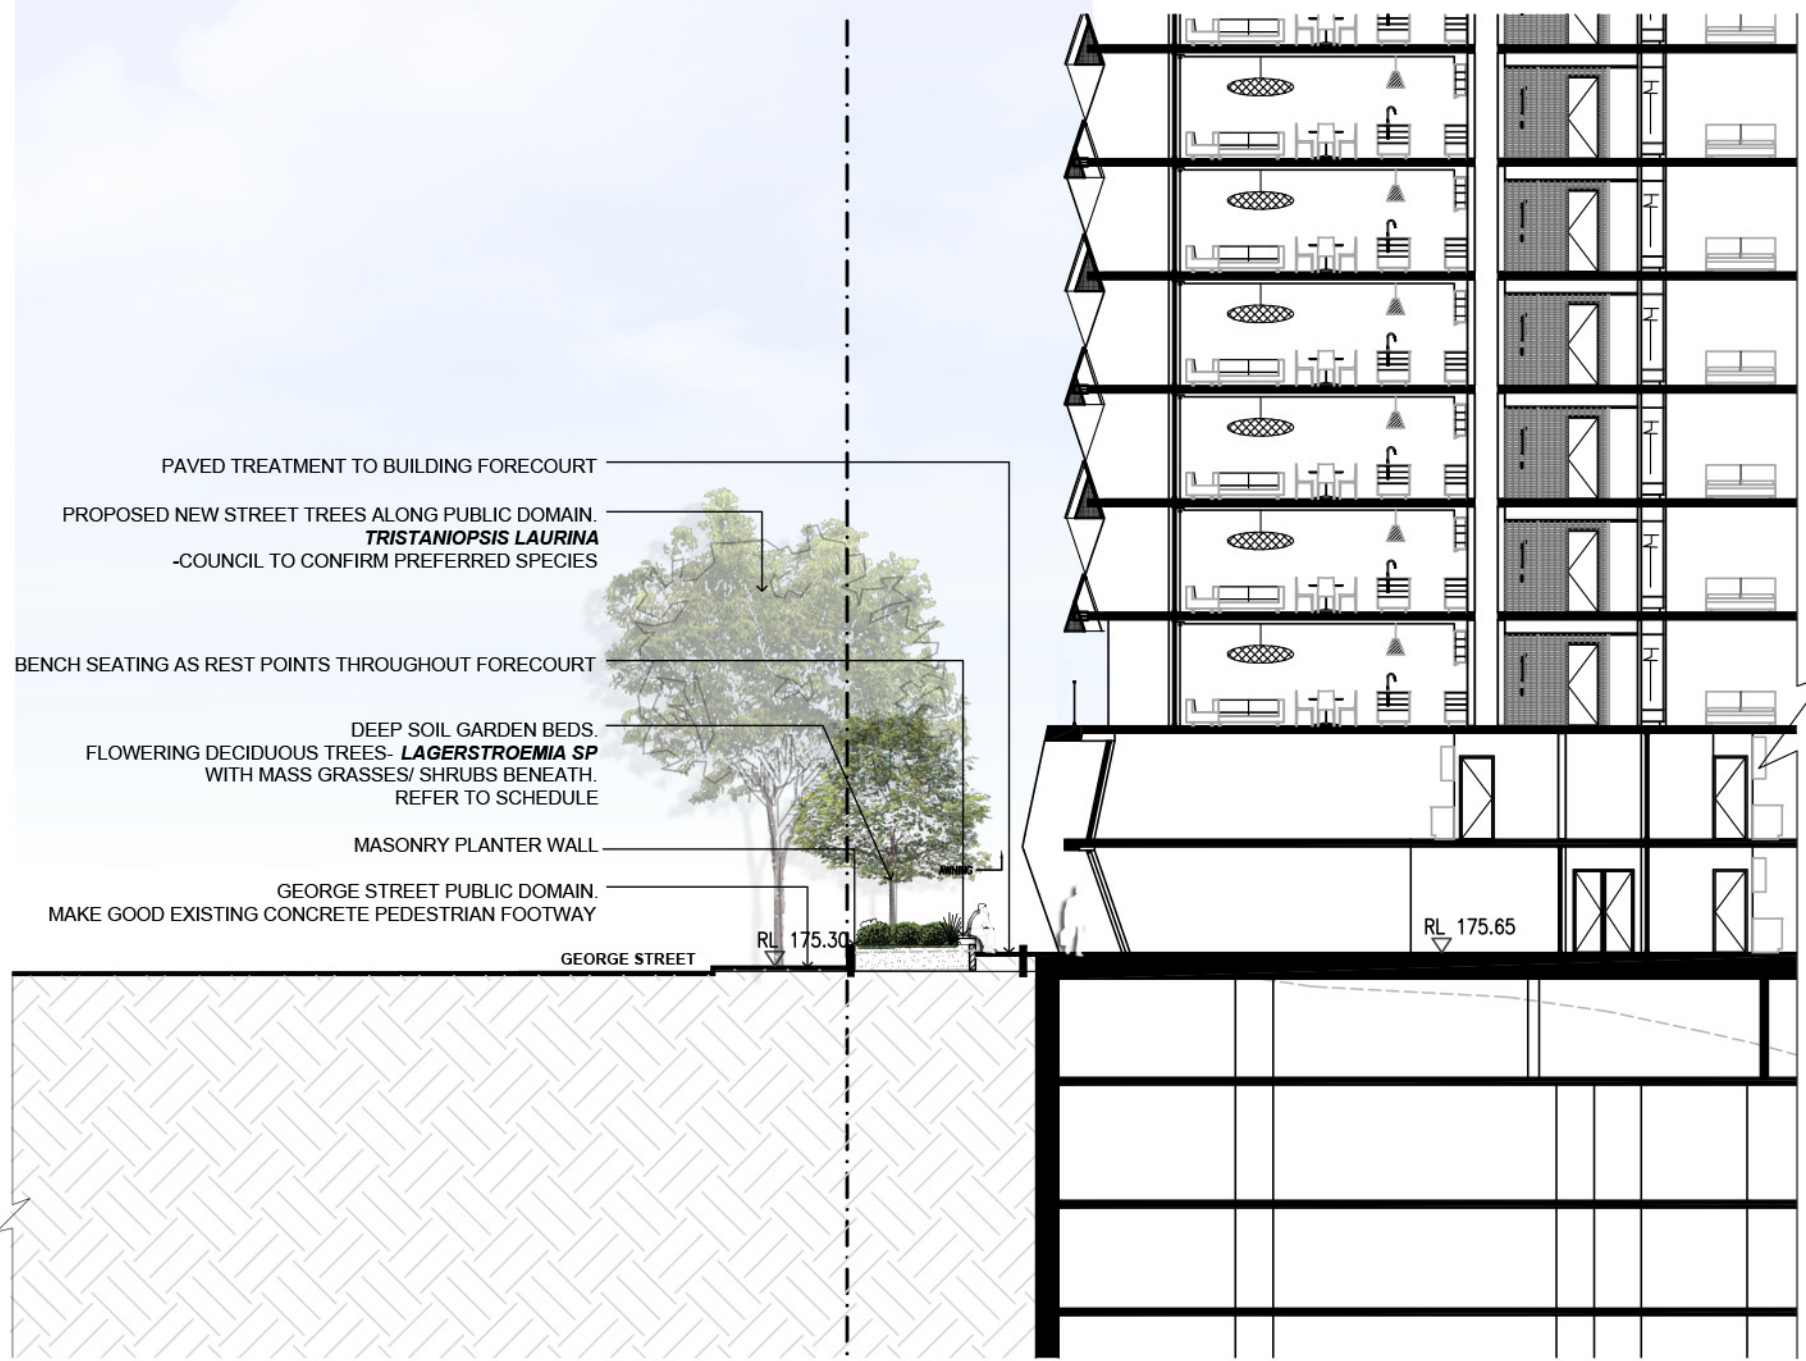 PAVED TREATMENT TO BUILDING FORECOURT
PROPOSED NEW STREET TREES ALONG PUBLIC DOMAIN.
TRISTANIOPSIS LAURINA
-COUNCIL TO CONFIRM PREFERRED SPECIES
BENCH SEATING AS REST POINTS THROUGHOUT FORECOURT
DEEP SOIL GARDEN BEDS.
FLOWERING DECIDUOUS TREES- LAGERSTROEMIA SP
WITH MASS GRASSES/ SHRUBS BENEATH.
REFER TO SCHEDULE
MASONRY PLANTER WALL
AWNING
GEORGE STREET PUBLIC DOMAIN.
MAKE GOOD EXISTING CONCRETE PEDESTRIAN FOOTWAY
RL 175.30
RL 175.65
GEORGE STREET